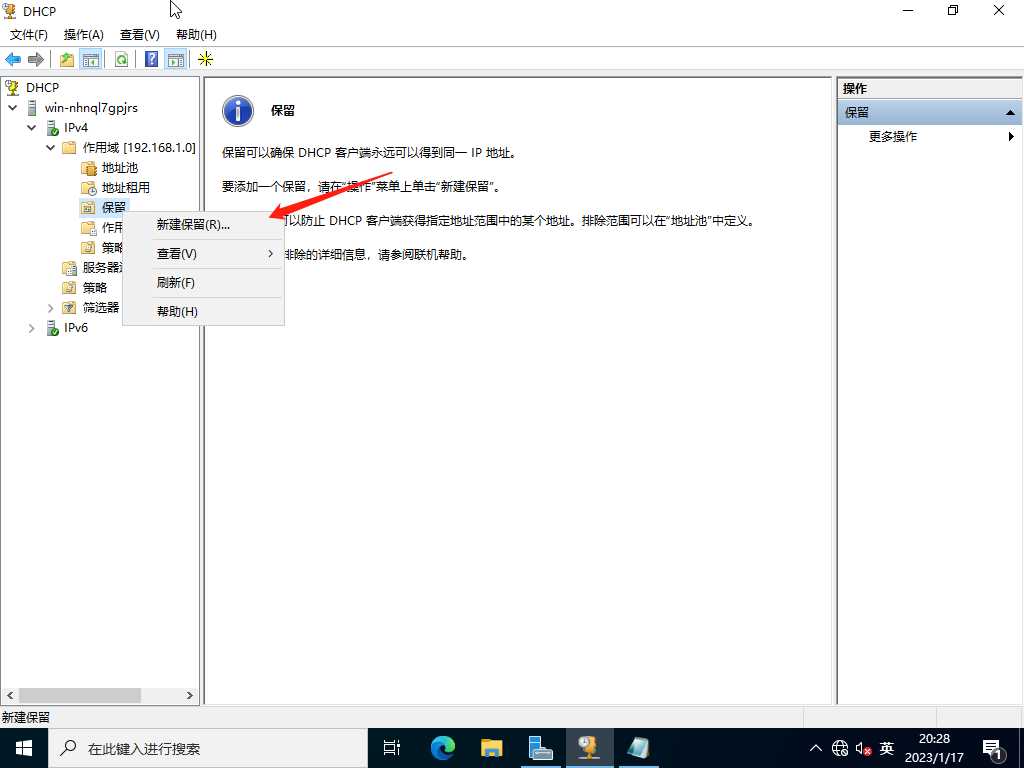 DHCP
文件(F) 操作(A) 查看(V) 帮助(H)
DHCP
win-nhnql7gpjrs
IPv4
作用域 [192.168.1.0]
地址池
地址租用
保留
作用
策略
服务器
策略
筛选器
IPv6
新建保留(R)...
查看(V)
刷新(F)
帮助(H)
保留
保留可以确保 DHCP 客户端永远可以得到同一 IP 地址。
要添加一个保留，请在“操作”菜单上单击“新建保留”。
可以防止 DHCP 客户端获得指定地址范围中的某个地址。排除范围可以在“地址池”中定义。
排除的详细信息，请参阅联机帮助。
操作
保留
更多操作
新建保留
在此键入进行搜索
英
20:28
2023/1/17
1